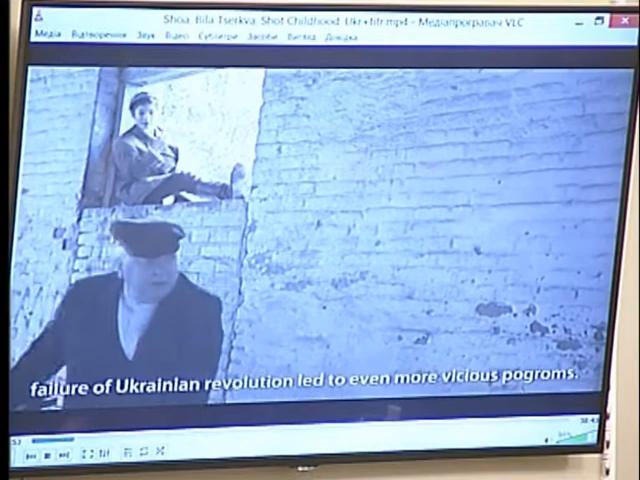 Shoa. Bila Tserkva. Shot Childhood. Ukr+titr.mp4 - Медіапрогравач VLC
Медіа Відтворення Звук Відео Субтитри Засоби Вигляд Довідка
failure of Ukrainian revolution led to even more vicious pogroms.